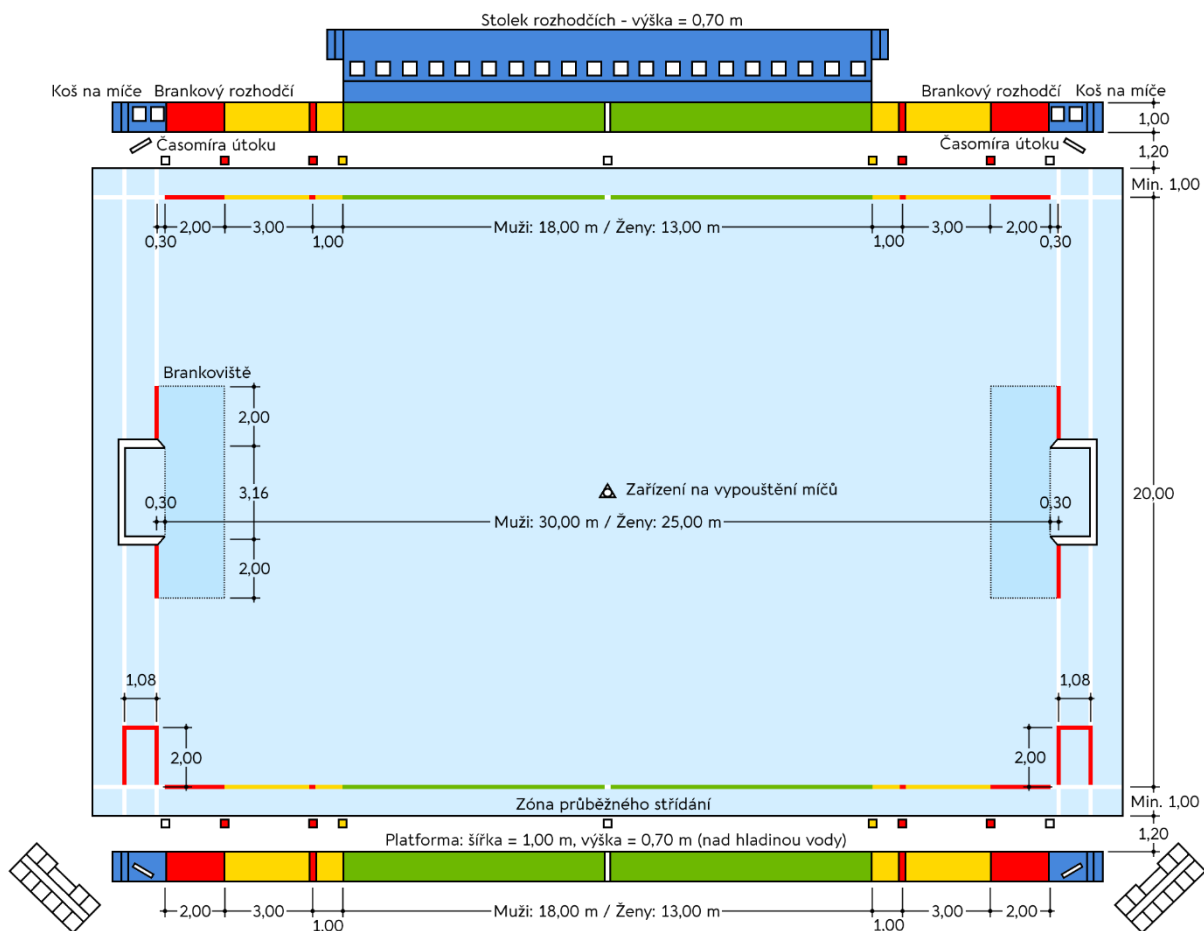 Stolek rozhodčích - výška = 0,70 m
Koš na míče
Brankový rozhodčí
Brankový rozhodčí
Koš na míče
1,00
Časomíra útoku
Časomíra útoku
1,20
Min. 1,00
2,00
3,00
1,00
Muži: 18,00 m / Ženy: 13,00 m
1,00
3,00
2,00
0,30
0,30
Brankoviště
2,00
3,16
2,00
0,30
Zařízení na vypouštění míčů
0,30
20,00
Muži: 30,00 m / Ženy: 25,00 m
1,08
1,08
2,00
2,00
Zóna průběžného střídání
Min. 1,00
Platforma: šířka = 1,00 m, výška = 0,70 m (nad hladinou vody)
1,20
2,00
3,00
1,00
Muži: 18,00 m / Ženy: 13,00 m
1,00
3,00
2,00